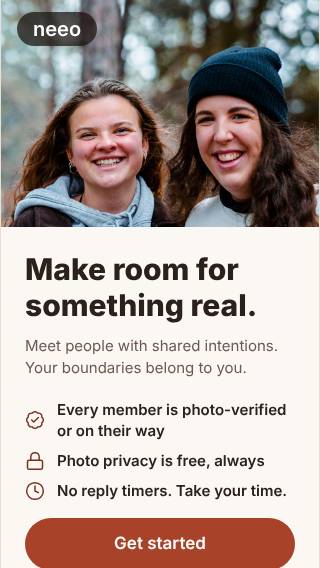 neeo
Make room for
something real.
Meet people with shared intentions.
Your boundaries belong to you.
Every member is photo-verified
or on their way
Photo privacy is free, always
No reply timers. Take your time.
Get started